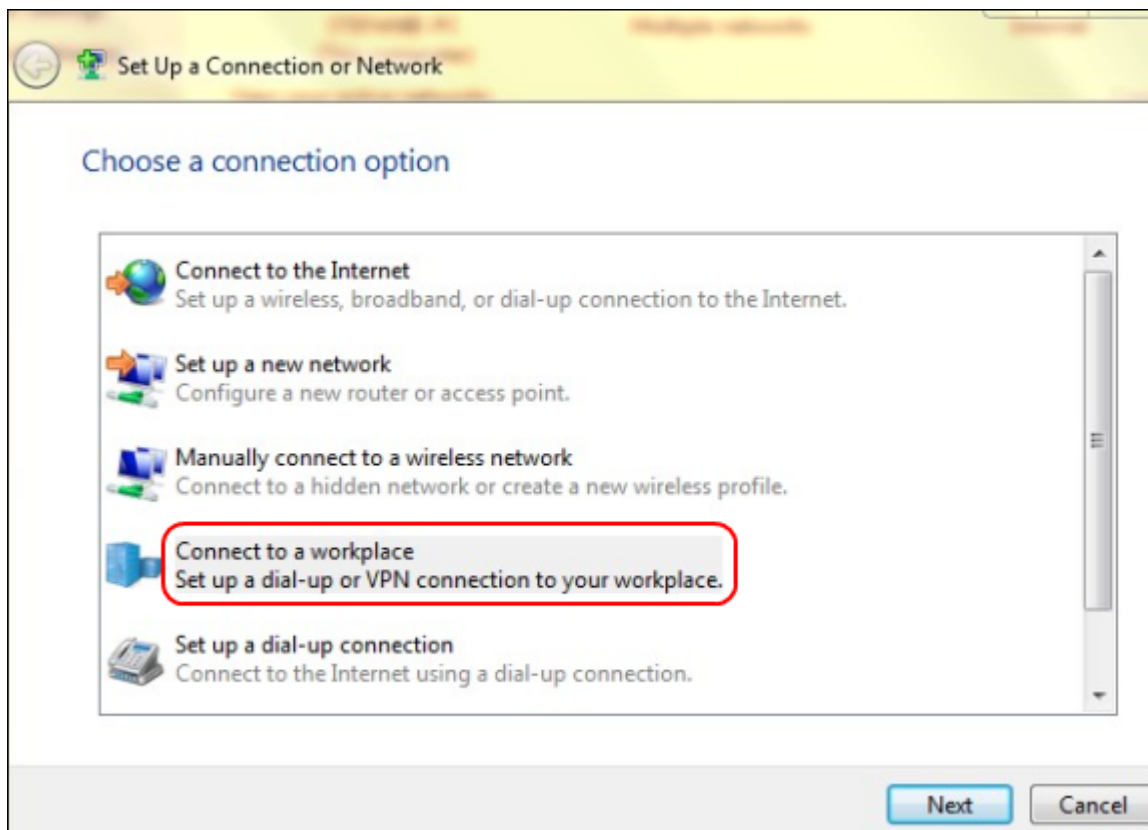 Multiple networks
Internet
Set Up a Connection or Network
Choose a connection option
Connect to the Internet
Set up a wireless, broadband, or dial-up connection to the Internet.
Set up a new network
Configure a new router or access point.
Manually connect to a wireless network
Connect to a hidden network or create a new wireless profile.
Connect to a workplace
Set up a dial-up or VPN connection to your workplace.
Set up a dial-up connection
Connect to the Internet using a dial-up connection.
Next
Cancel